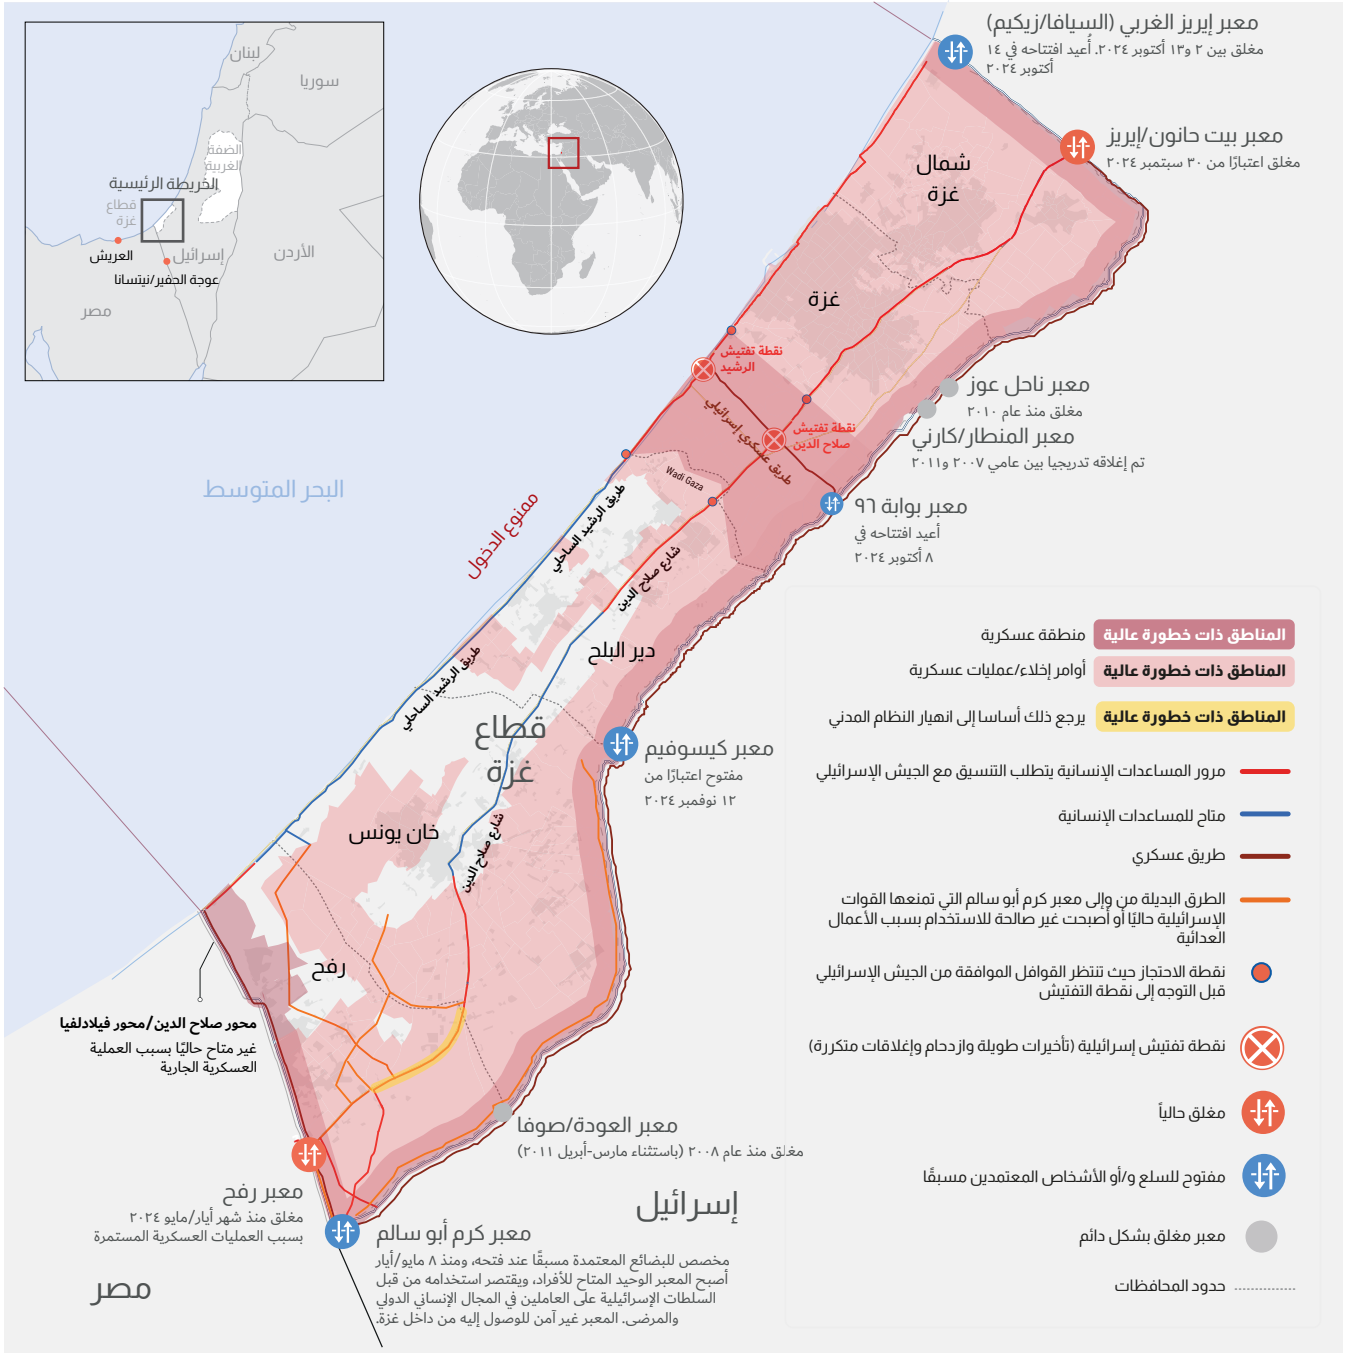 لبنان
سوريا
الضفة
الغربية
الخريطة الرئيسية
قطاع
غزة
العريش
إسرائيل
الأردن
عوجة الحفير/نيتسانا
مصر
معبر إيريز الغربي (السيافا/زيكيم)
مغلق بين ٢ و١٣ أكتوبر ٢٠٢٤. أُعيد افتتاحه في ١٤
أكتوبر ٢٠٢٤
معبر بيت حانون/إيريز
مغلق اعتبارًا من ٣٠ سبتمبر ٢٠٢٤
شمال
غزة
غزة
نقطة تفتيش
الرشيد
طريق عسكري إسرائيلي
نقطة تفتيش
صلاح الدين
معبر ناحل عوز
مغلق منذ عام ٢٠١٠
معبر المنطار/كارني
تم إغلاقه تدريجيا بين عامي ٢٠٠٧ و٢٠١١
Wadi Gaza
البحر المتوسط
ممنوع الدخول
طريق الرشيد الساحلي
شارع صلاح الدين
معبر بوابة ٩٦
أعيد افتتاحه في
٨ أكتوبر ٢٠٢٤
دير البلح
طريق الرشيد الساحلي
قطاع
غزة
معبر كيسوفيم
مفتوح اعتبارًا من
١٢ نوفمبر ٢٠٢٤
خان يونس
شارع صلاح الدين
رفح
محور صلاح الدين/محور فيلادلفيا
غير متاح حاليًا بسبب العملية
العسكرية الجارية
معبر العودة/صوفا
مغلق منذ عام ٢٠٠٨ (باستثناء مارس-أبريل ٢٠١١)
معبر رفح
مغلق منذ شهر أيار/مايو ٢٠٢٤
بسبب العمليات العسكرية المستمرة
إسرائيل
مصر
معبر كرم أبو سالم
مخصص للبضائع المعتمدة مسبقًا عند فتحه، ومنذ ٨ مايو/أيار
أصبح المعبر الوحيد المتاح للأفراد، ويقتصر استخدامه من قبل
السلطات الإسرائيلية على العاملين في المجال الإنساني الدولي
والمرضى. المعبر غير آمن للوصول إليه من داخل غزة.
المناطق ذات خطورة عالية منطقة عسكرية
المناطق ذات خطورة عالية أوامر إخلاء/عمليات عسكرية
المناطق ذات خطورة عالية يرجع ذلك أساسا إلى انهيار النظام المدني
مرور المساعدات الإنسانية يتطلب التنسيق مع الجيش الإسرائيلي
متاح للمساعدات الإنسانية
طريق عسكري
الطرق البديلة من وإلى معبر كرم أبو سالم التي تمنعها القوات
الإسرائيلية حاليًا أو أصبحت غير صالحة للاستخدام بسبب الأعمال
العدائية
نقطة الاحتجاز حيث تنتظر القوافل الموافقة من الجيش الإسرائيلي
قبل التوجه إلى نقطة التفتيش
نقطة تفتيش إسرائيلية (تأخيرات طويلة وازدحام وإغلاقات متكررة)
مغلق حالياً
مفتوح للسلع و/أو الأشخاص المعتمدين مسبقًا
معبر مغلق بشكل دائم
حدود المحافظات